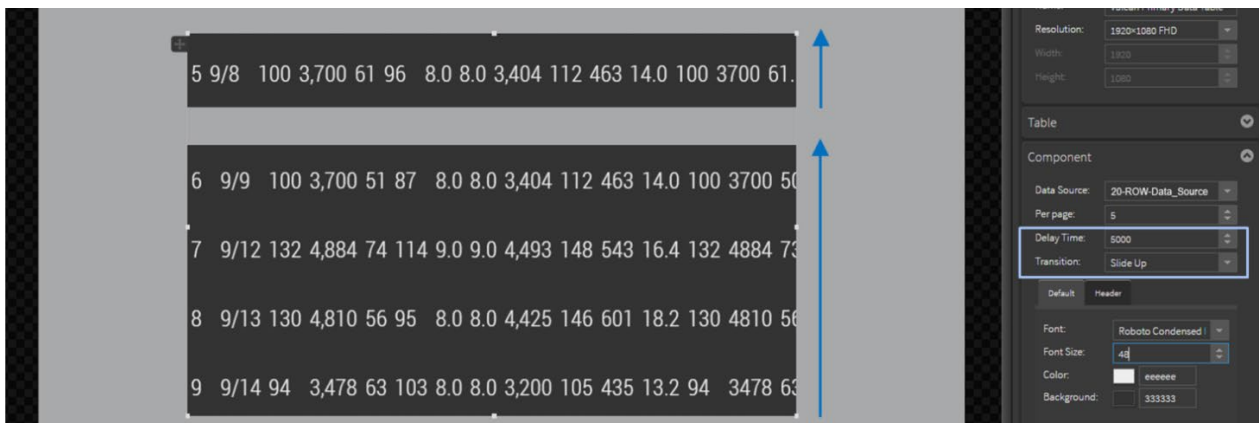 Resolution: 1920×1080 FHD
Width: 1920
Height: 1080
5 9/8 100 3,700 61 96 8.0 8.0 3,404 112 463 14.0 100 3700 61.
6 9/9 100 3,700 51 87 8.0 8.0 3,404 112 463 14.0 100 3700 50
7 9/12 132 4,884 74 114 9.0 9.0 4,493 148 543 16.4 132 4884 73
8 9/13 130 4,810 56 95 8.0 8.0 4,425 146 601 18.2 130 4810 56
9 9/14 94 3,478 63 103 8.0 8.0 3,200 105 435 13.2 94 3478 63
Table
Component
Data Source: 20-ROW-Data_Source
Per page: 5
Delay Time: 5000
Transition: Slide Up
Default Header
Font: Roboto Condensed
Font Size: 48
Color: eeeeee
Background: 333333